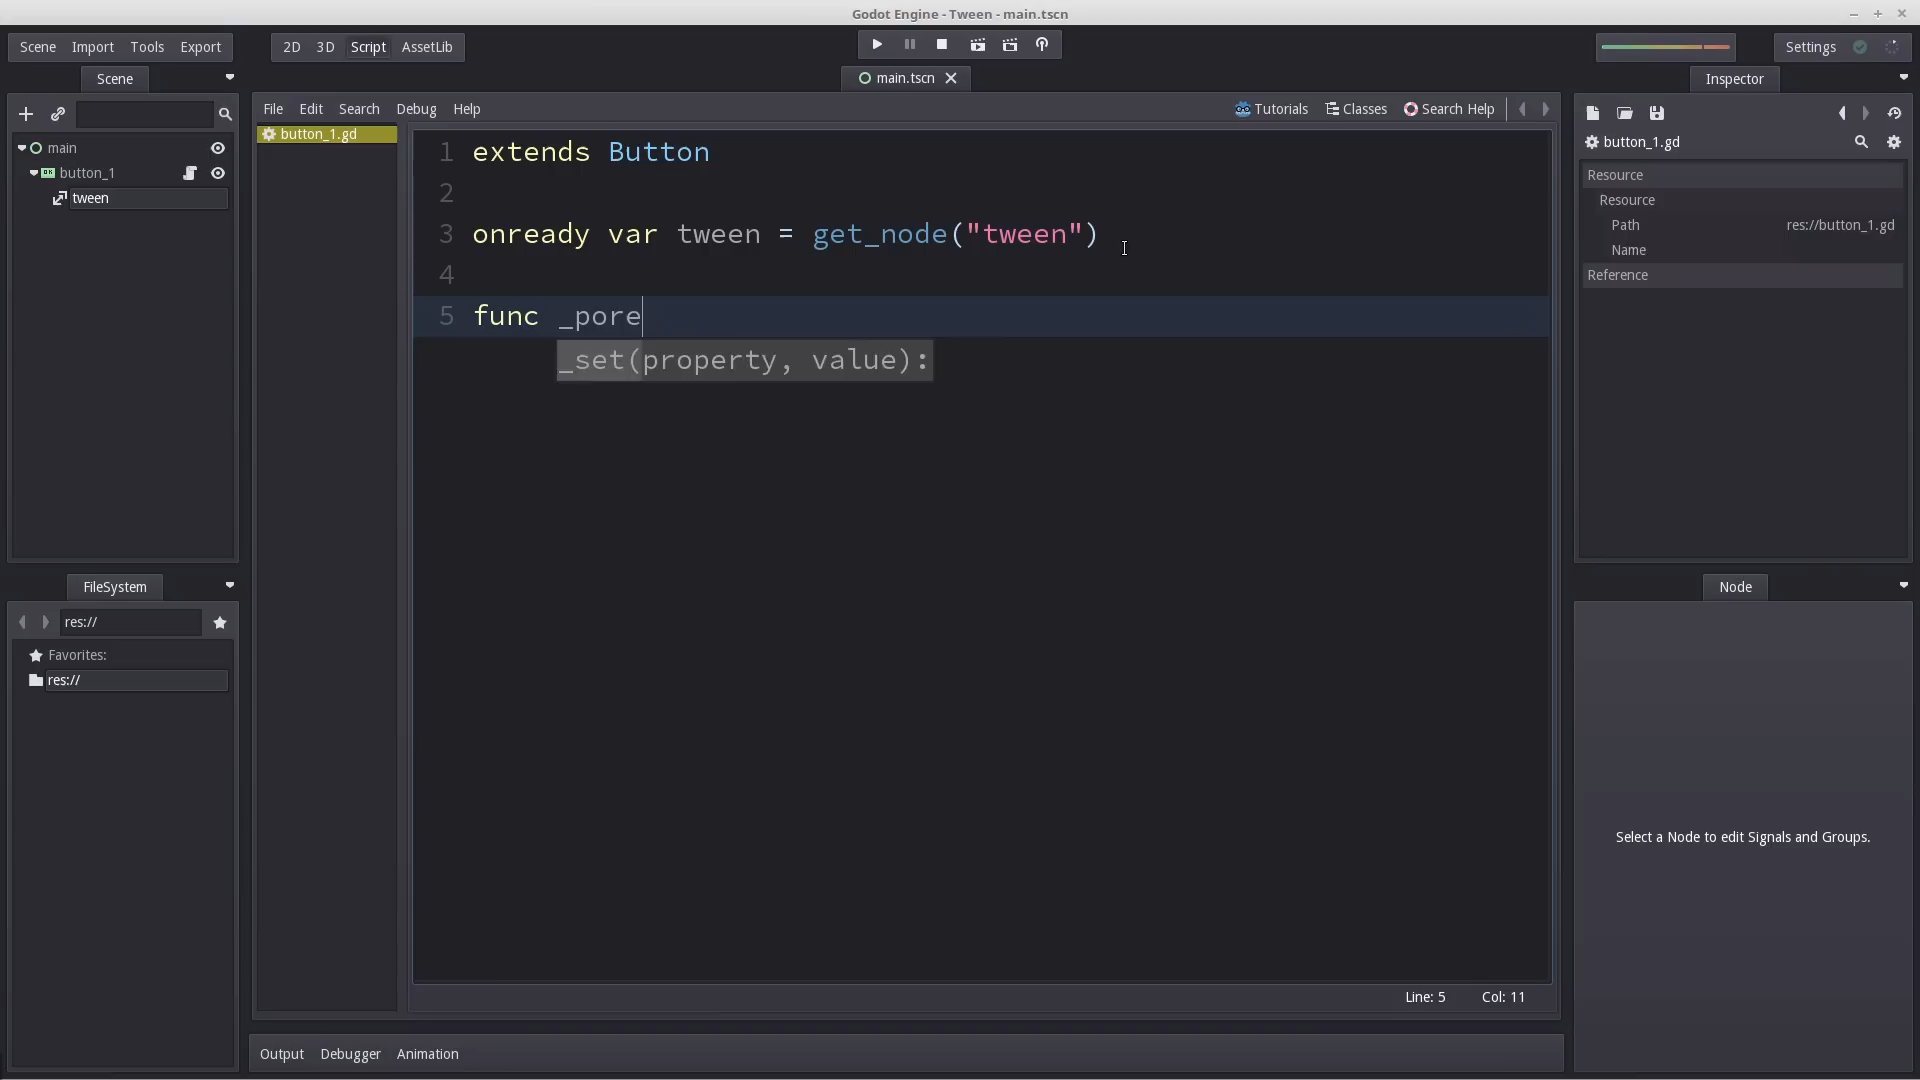 Godot Engine - Tween - main.tscn
Scene Import Tools Export
2D 3D Script AssetLib
Settings
Scene
main.tscn
Inspector
File Edit Search Debug Help
Tutorials Classes Search Help
button_1.gd
main
button_1
tween
button_1.gd
1 extends Button
2
3 onready var tween = get_node("tween")
4
5 func _pore
_set(property, value):
Resource
Resource
Path res://button_1.gd
Name
Reference
FileSystem
res://
Favorites:
res://
Node
Select a Node to edit Signals and Groups.
Line: 5 Col: 11
Output Debugger Animation